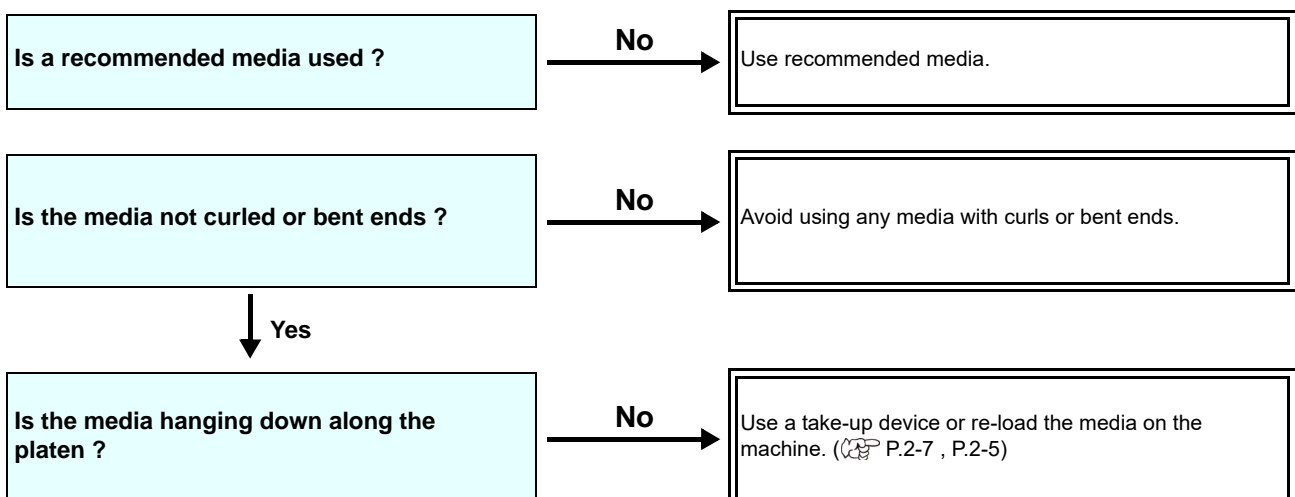 Is a recommended media used ?
No
Use recommended media.
Is the media not curled or bent ends ?
No
Avoid using any media with curls or bent ends.
Yes
Is the media hanging down along the
platen ?
No
Use a take-up device or re-load the media on the
machine. ( P.2-7 , P.2-5)